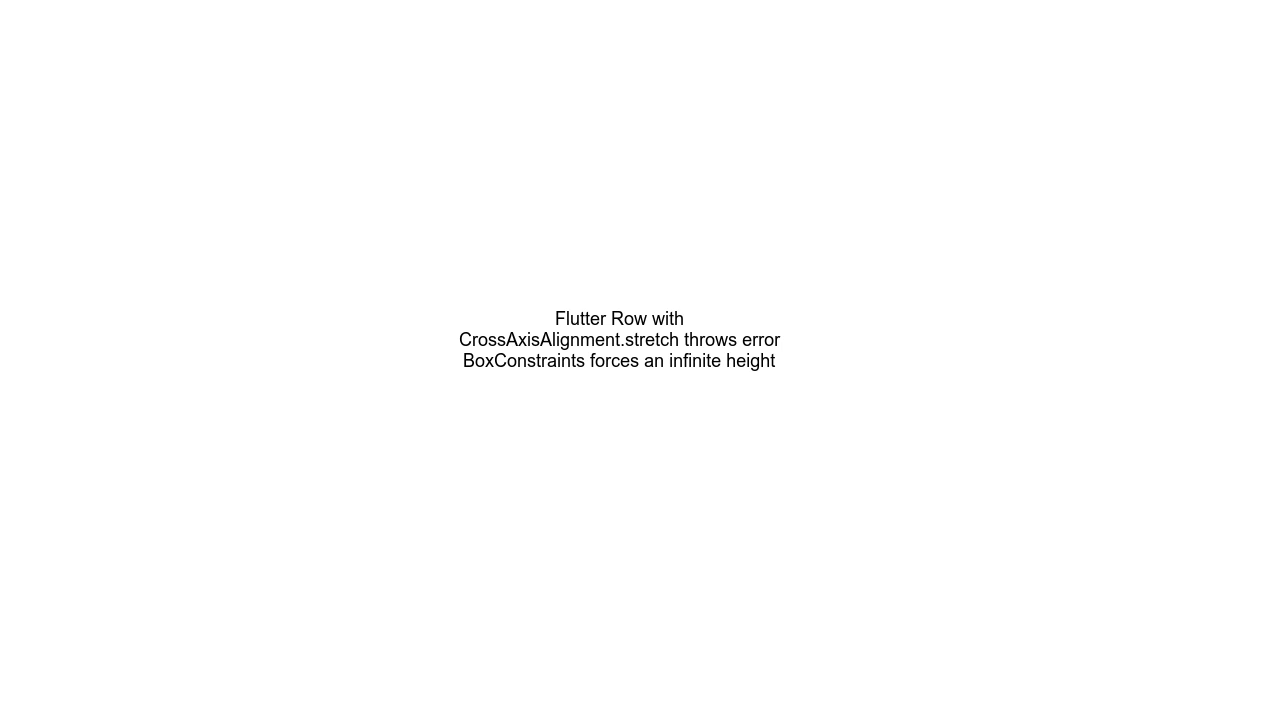 Flutter Row with
CrossAxisAlignment.stretch throws error
BoxConstraints forces an infinite height